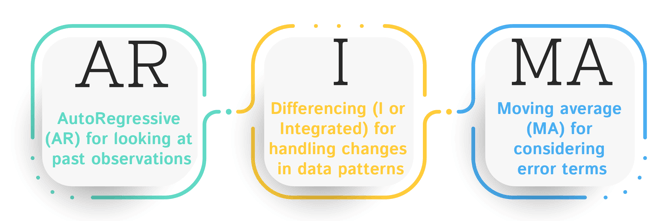 AR
AutoRegressive
(AR) for looking at
past observations
I
Differencing (I or
Integrated) for
handling changes
in data patterns
MA
Moving average
(MA) for
considering
error terms